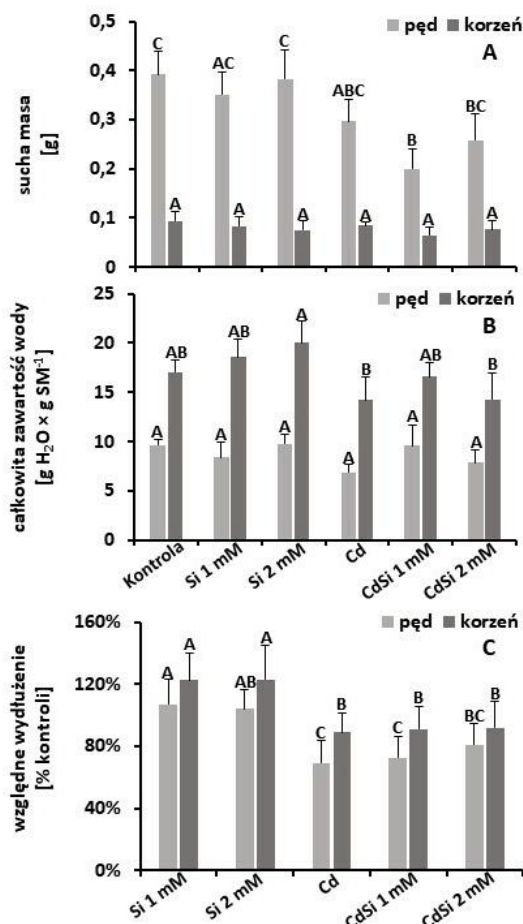 0,5
pęd korzeń
A
0,4
0,3
0,2
0,1
0
sucha masa
[g]
C
A
AC
A
C
A
ABC
A
B
A
BC
A
25
pęd korzeń
B
20
15
10
5
0
całkowita zawartość wody
[g H₂O × g SM⁻¹]
A
AB
A
AB
A
A
A
B
A
AB
A
B
Kontrola
Si 1 mM
Si 2 mM
Cd
CdSi 1 mM
CdSi 2 mM
160%
pęd korzeń
C
120%
80%
40%
0%
względne wydłużenie
[% kontroli]
A
A
AB
A
C
B
C
B
BC
B
Si 1 mM
Si 2 mM
Cd
CdSi 1 mM
CdSi 2 mM